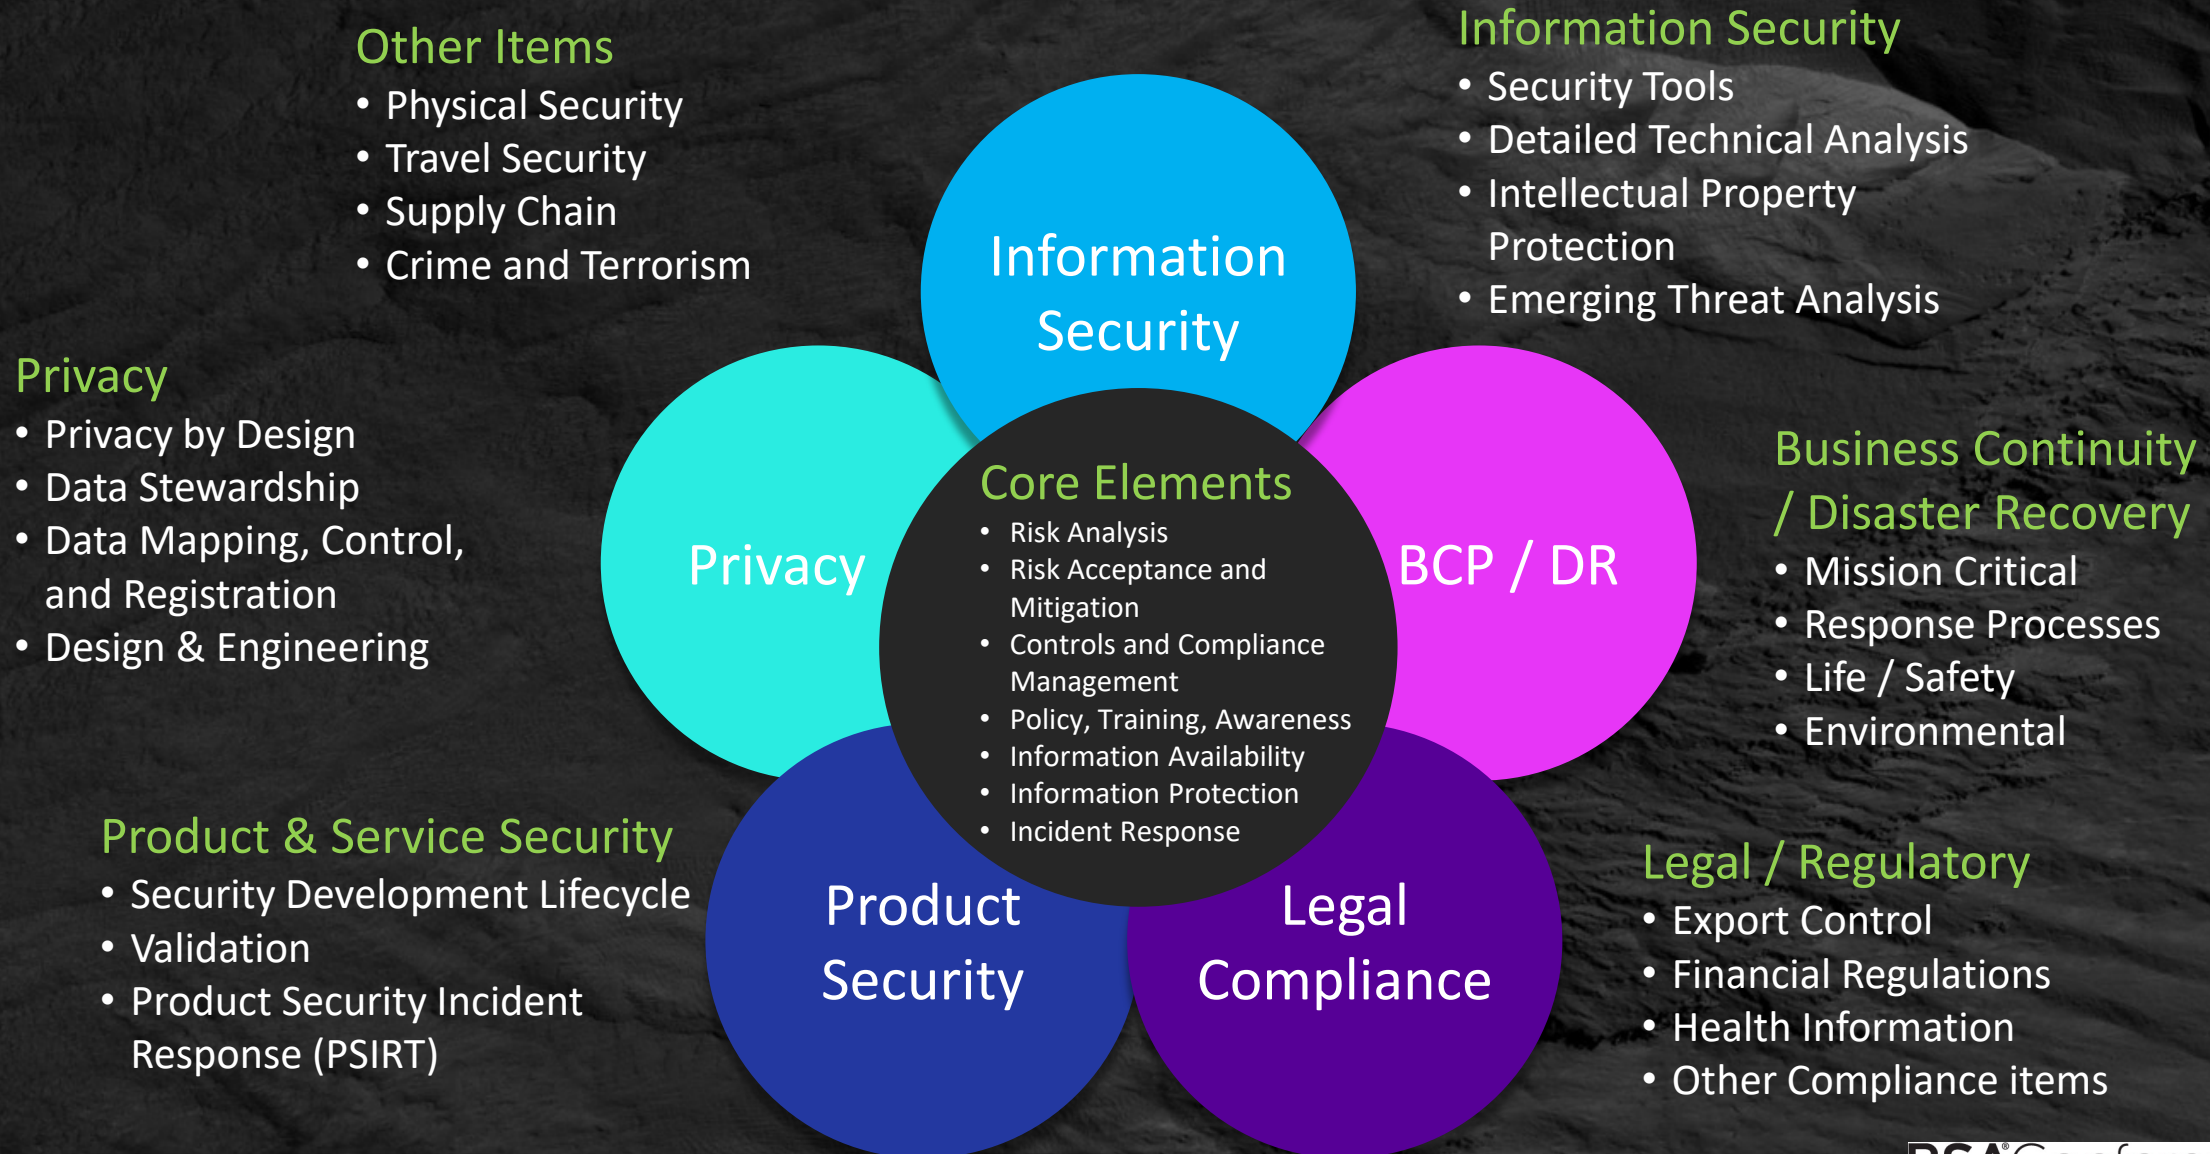 Other Items
• Physical Security
• Travel Security
• Supply Chain
• Crime and Terrorism
Information Security
• Security Tools
• Detailed Technical Analysis
• Intellectual Property
Protection
• Emerging Threat Analysis
Information
Security
Privacy
• Privacy by Design
• Data Stewardship
• Data Mapping, Control,
and Registration
• Design & Engineering
Privacy
Core Elements
• Risk Analysis
• Risk Acceptance and
Mitigation
• Controls and Compliance
Management
• Policy, Training, Awareness
• Information Availability
• Information Protection
• Incident Response
BCP / DR
Business Continuity
/ Disaster Recovery
• Mission Critical
• Response Processes
• Life / Safety
• Environmental
Product & Service Security
• Security Development Lifecycle
• Validation
• Product Security Incident
Response (PSIRT)
Product
Security
Legal
Compliance
Legal / Regulatory
• Export Control
• Financial Regulations
• Health Information
• Other Compliance items